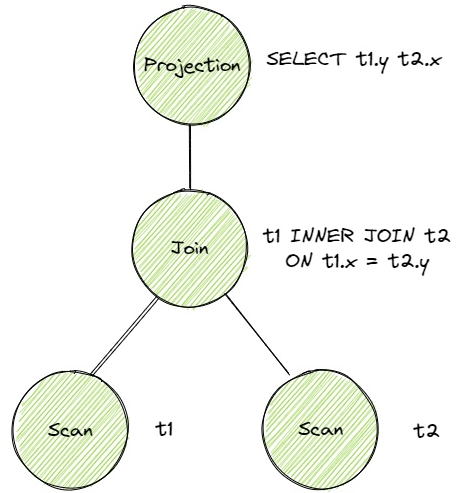 Projection
SELECT t1.y t2.x
Join
t1 INNER JOIN t2
ON t1.x = t2.y
Scan
t1
Scan
t2